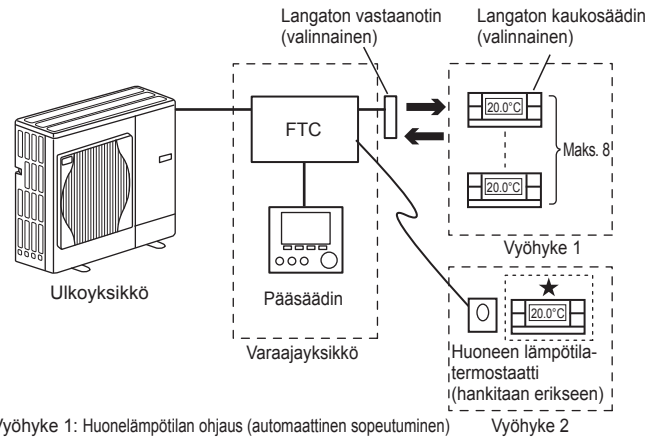 Langaton vastaanotin
(valinnainen)
Langaton kaukosäädin
(valinnainen)
FTC
20.0°C
Maks. 8
20.0°C
Vyöhyke 1
Ulkoyksikkö
Pääsäädin
★
20.0°C
Varaajayksikkö
Huoneen lämpötila-
termostaatti
(hankitaan erikseen)
Vyöhyke 1: Huonelämpötilan ohjaus (automaattinen sopeutuminen)
Vyöhyke 2